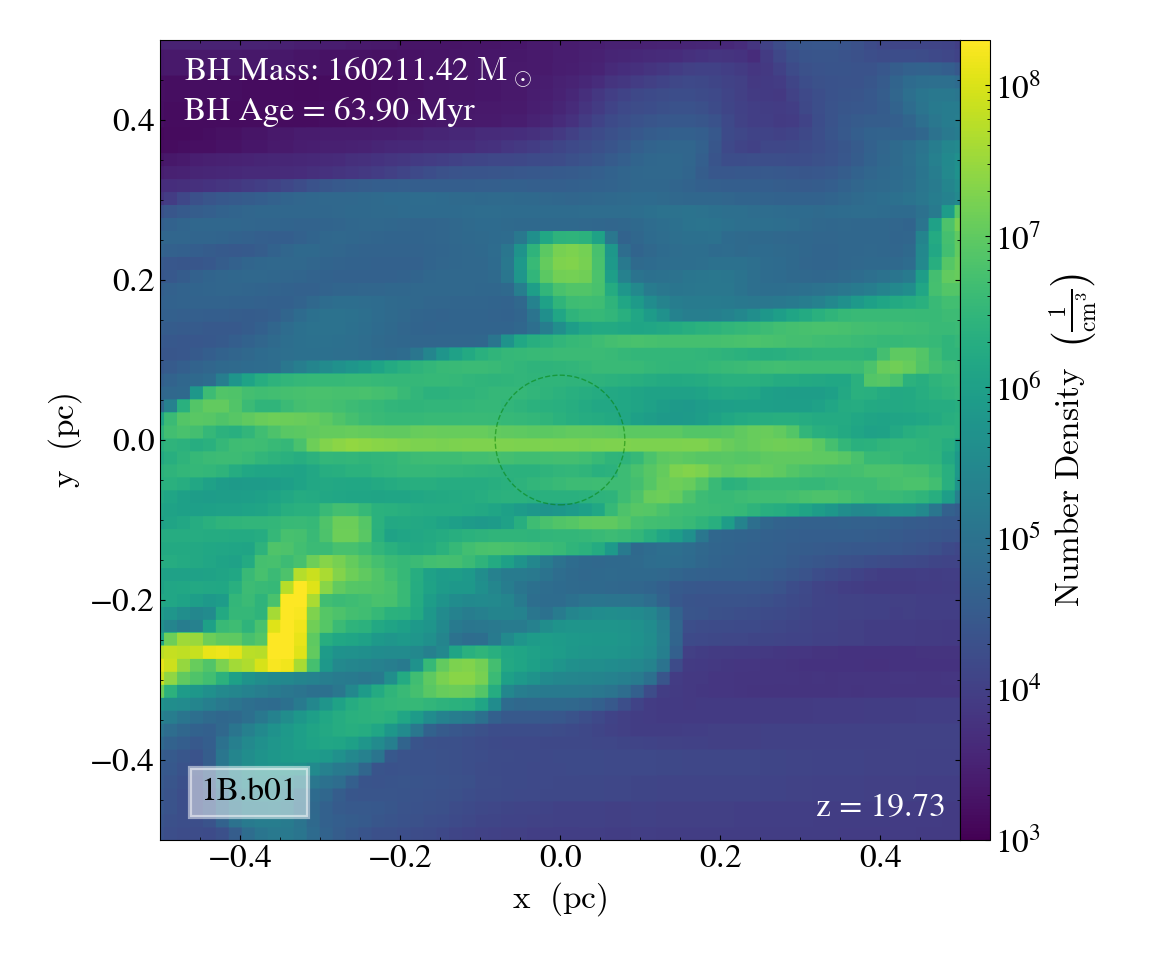 BH Mass: 160211.42 M☉
BH Age = 63.90 Myr
0.4
0.2
0.0
−0.2
−0.4
y (pc)
1B.b01
z = 19.73
−0.4 −0.2 0.0 0.2 0.4
x (pc)
10⁸
10⁷
10⁶
10⁵
10⁴
10³
Number Density (1/cm³)